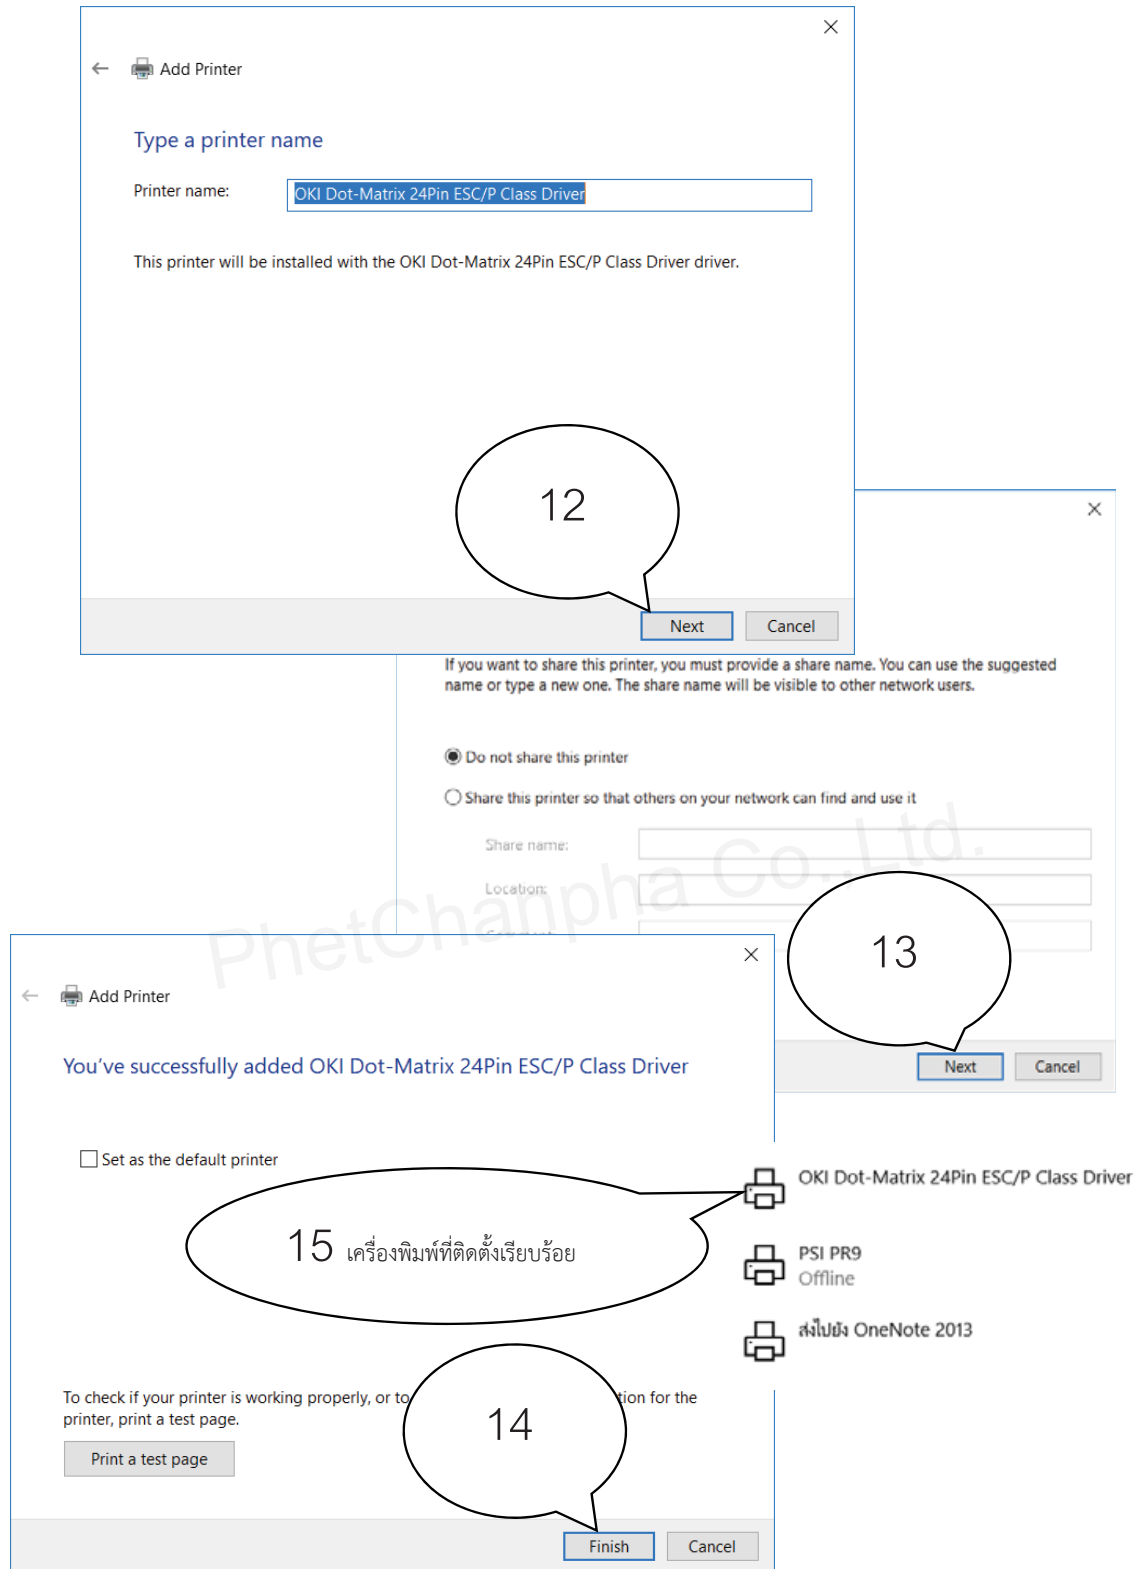 Add Printer
Type a printer name
Printer name:
OKI Dot-Matrix 24Pin ESC/P Class Driver
This printer will be installed with the OKI Dot-Matrix 24Pin ESC/P Class Driver driver.
12
Next
Cancel
If you want to share this printer, you must provide a share name. You can use the suggested
name or type a new one. The share name will be visible to other network users.
Do not share this printer
Share this printer so that others on your network can find and use it
Share name:
Location:
PhetChanpha Co.,Ltd.
13
Next
Cancel
Add Printer
You've successfully added OKI Dot-Matrix 24Pin ESC/P Class Driver
Set as the default printer
15 เครื่องพิมพ์ที่ติดตั้งเรียบร้อย
OKI Dot-Matrix 24Pin ESC/P Class Driver
PSI PR9
Offline
ส่งไปยัง OneNote 2013
To check if your printer is working properly, or to
tion for the
printer, print a test page.
14
Print a test page
Finish
Cancel